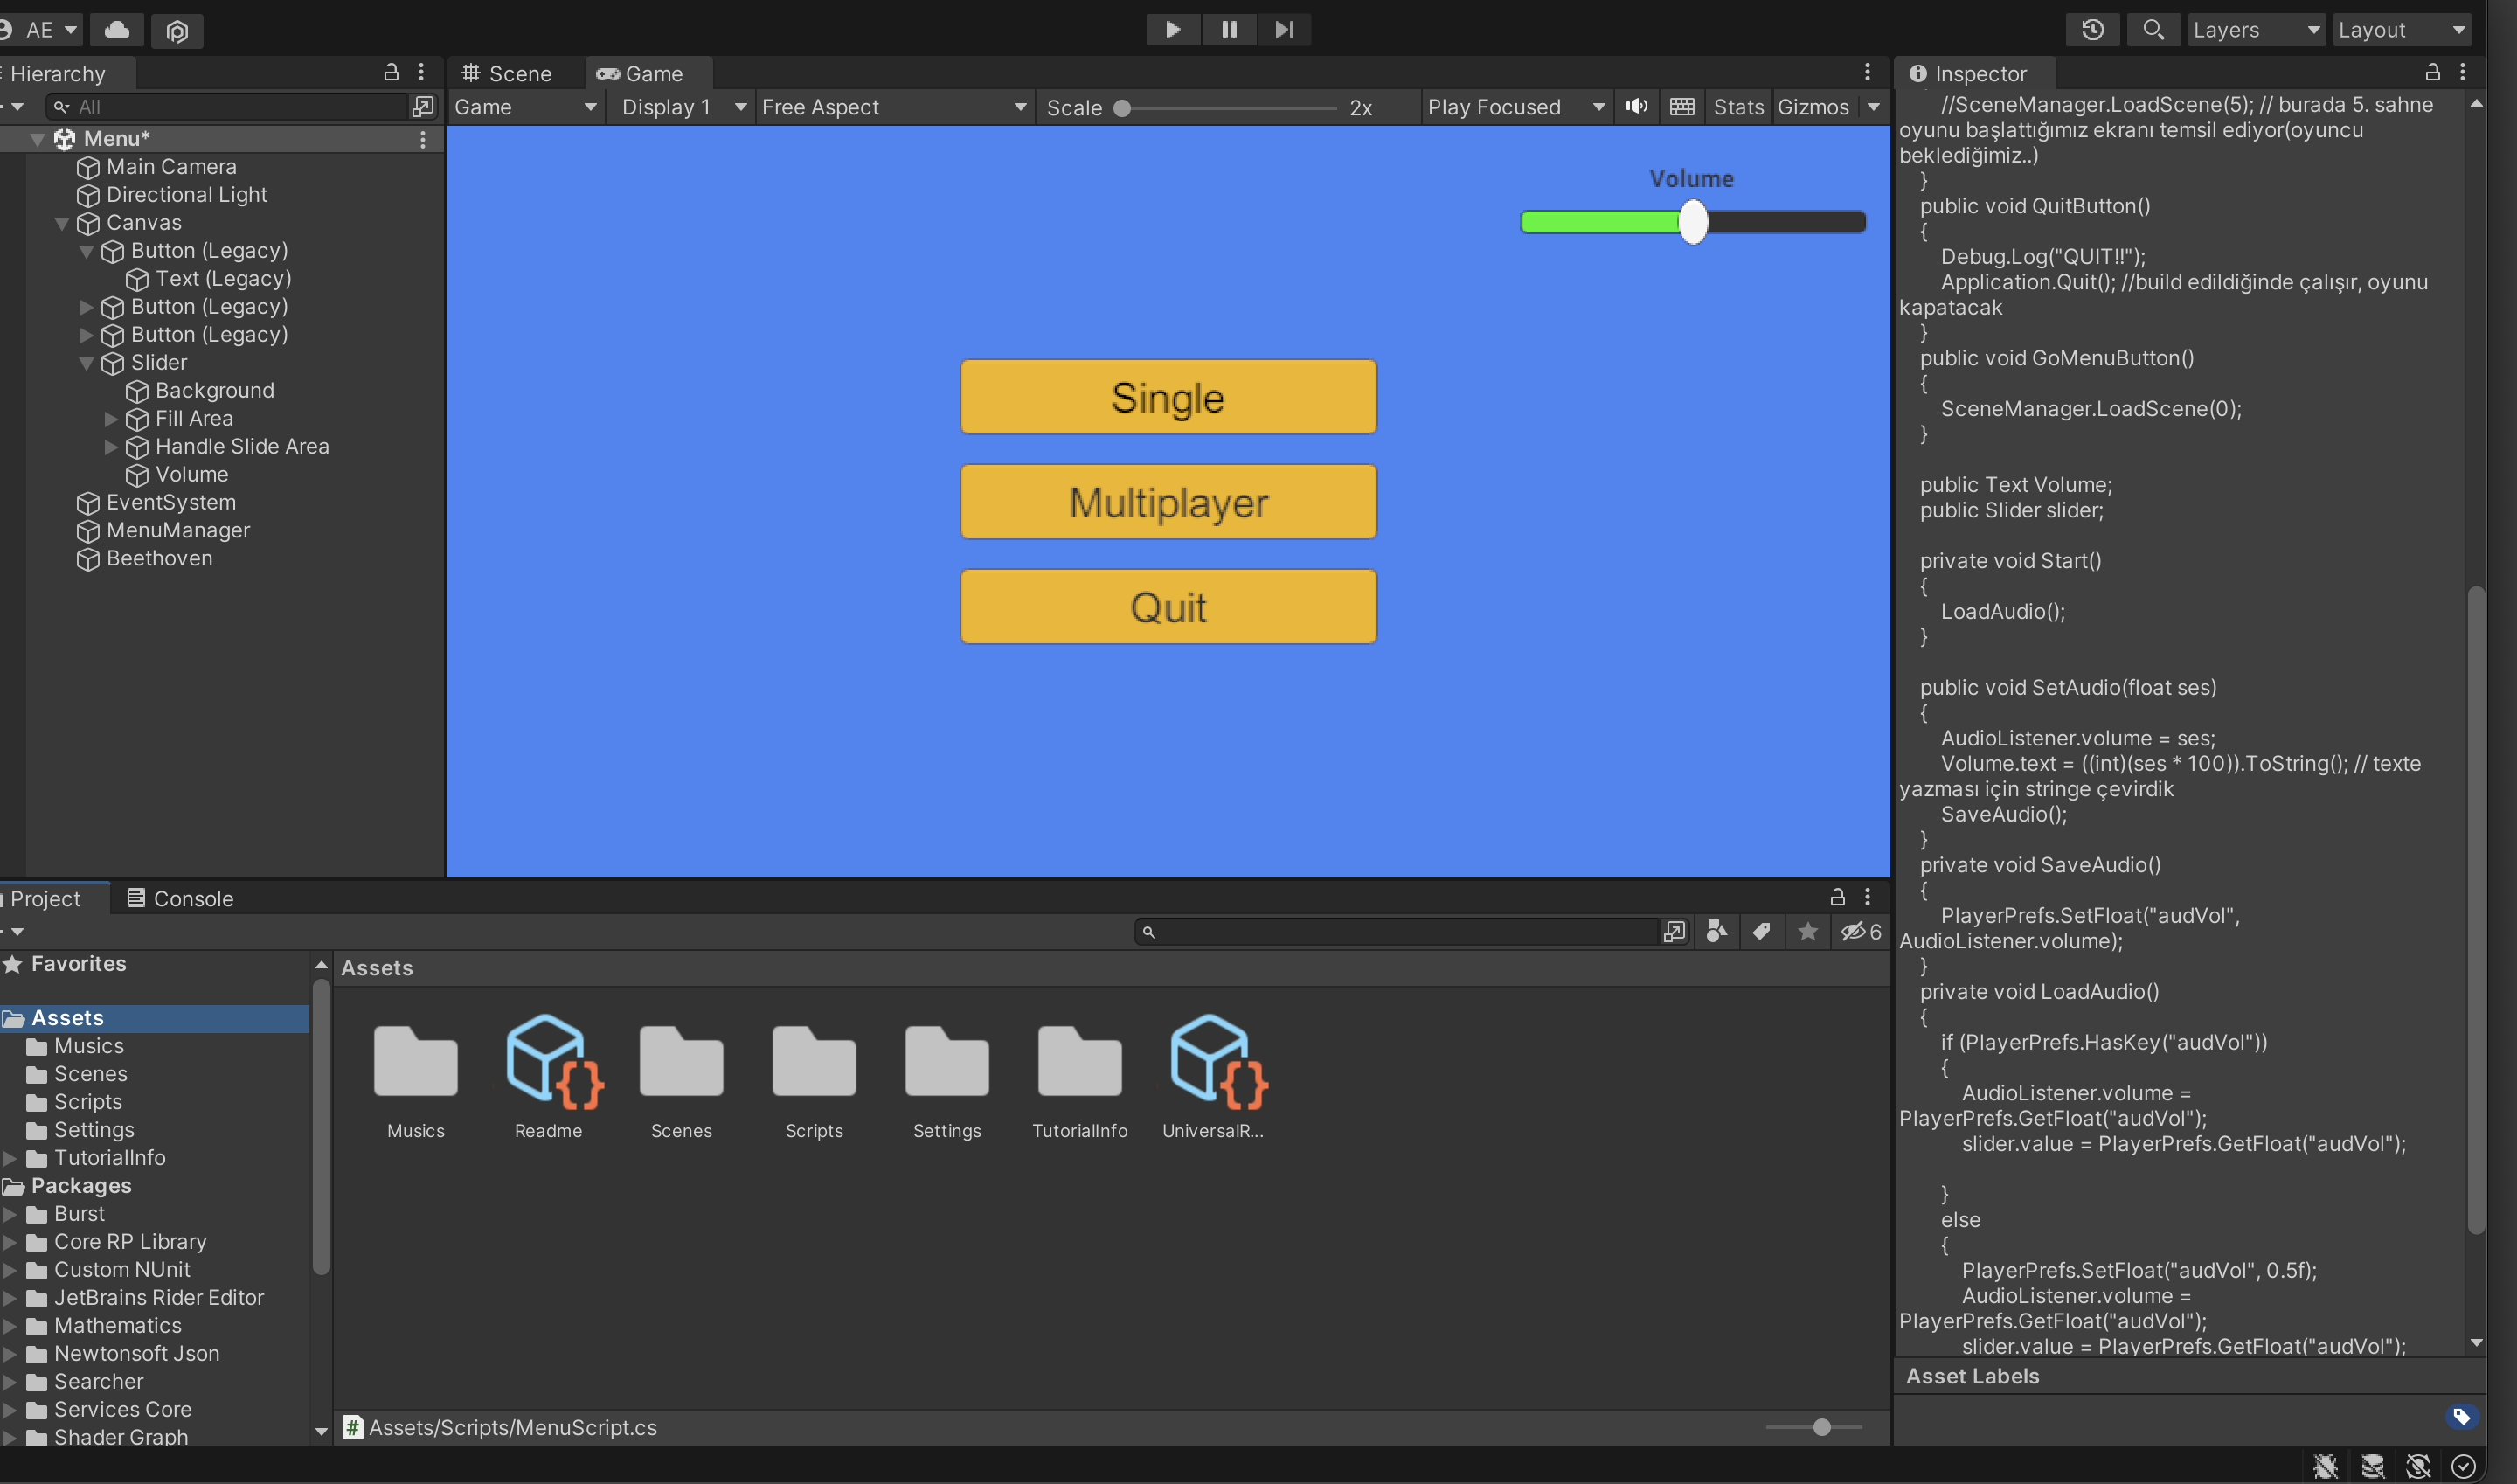 AE
Layers
Layout
Hierarchy
Scene
Game
Inspector
All
Game
Display 1
Free Aspect
Scale
2x
Play Focused
Stats
Gizmos
Menu*
Main Camera
Directional Light
Canvas
Button (Legacy)
Text (Legacy)
Button (Legacy)
Button (Legacy)
Slider
Background
Fill Area
Handle Slide Area
Volume
EventSystem
MenuManager
Beethoven
Volume
Single
Multiplayer
Quit
//SceneManager.LoadScene(5); // burada 5. sahne
oyunu başlattığımız ekranı temsil ediyor(oyuncu
beklediğimiz..)
}
public void QuitButton()
{
Debug.Log("QUIT!!");
Application.Quit(); //build edildiğinde çalışır, oyunu
kapatacak
}
public void GoMenuButton()
{
SceneManager.LoadScene(0);
}
public Text Volume;
public Slider slider;
private void Start()
{
LoadAudio();
}
public void SetAudio(float ses)
{
AudioListener.volume = ses;
Volume.text = ((int)(ses * 100)).ToString(); // texte
yazması için stringe çevirdik
SaveAudio();
}
private void SaveAudio()
{
PlayerPrefs.SetFloat("audVol",
AudioListener.volume);
}
private void LoadAudio()
{
if (PlayerPrefs.HasKey("audVol"))
{
AudioListener.volume =
PlayerPrefs.GetFloat("audVol");
slider.value = PlayerPrefs.GetFloat("audVol");
}
else
{
PlayerPrefs.SetFloat("audVol", 0.5f);
AudioListener.volume =
PlayerPrefs.GetFloat("audVol");
slider.value = PlayerPrefs.GetFloat("audVol");
Asset Labels
Project
Console
6
Favorites
Assets
Musics
Scenes
Scripts
Settings
TutorialInfo
Packages
Burst
Core RP Library
Custom NUnit
JetBrains Rider Editor
Mathematics
Newtonsoft Json
Searcher
Services Core
Shader Graph
Assets
Musics
Readme
Scenes
Scripts
Settings
TutorialInfo
UniversalR...
Assets/Scripts/MenuScript.cs